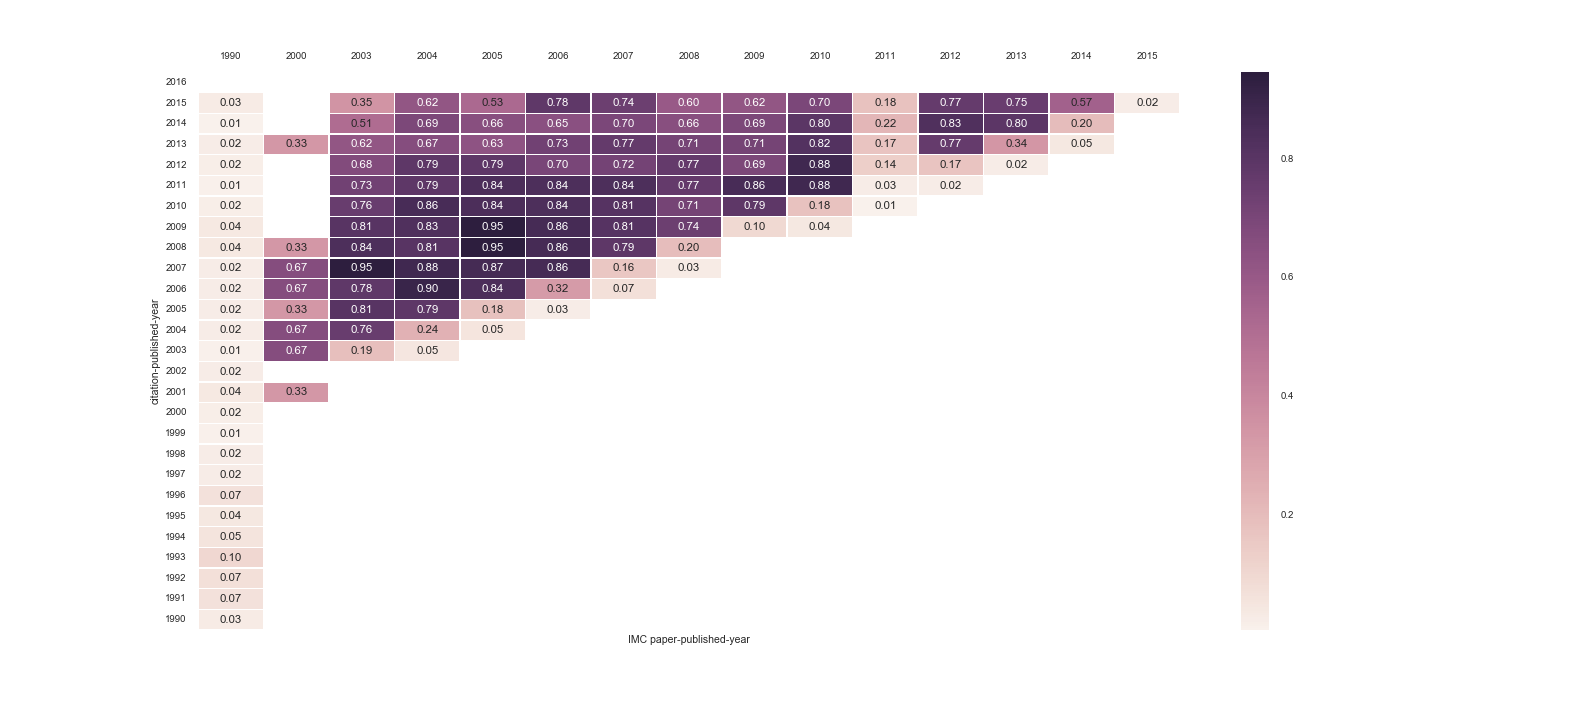 1990 2000 2003 2004 2005 2006 2007 2008 2009 2010 2011 2012 2013 2014 2015
2016
2015 0.03 0.35 0.62 0.53 0.78 0.74 0.60 0.62 0.70 0.18 0.77 0.75 0.57 0.02
2014 0.01 0.51 0.69 0.66 0.65 0.70 0.66 0.69 0.80 0.22 0.83 0.80 0.20
2013 0.02 0.33 0.62 0.67 0.63 0.73 0.77 0.71 0.71 0.82 0.17 0.77 0.34 0.05
2012 0.02 0.68 0.79 0.79 0.70 0.72 0.77 0.69 0.88 0.14 0.17 0.02
0.8
2011 0.01 0.73 0.79 0.84 0.84 0.84 0.77 0.86 0.88 0.03 0.02
2010 0.02 0.76 0.86 0.84 0.84 0.81 0.71 0.79 0.18 0.01
2009 0.04 0.81 0.83 0.95 0.86 0.81 0.74 0.10 0.04
2008 0.04 0.33 0.84 0.81 0.95 0.86 0.79 0.20
2007 0.02 0.67 0.95 0.88 0.87 0.86 0.16 0.03
0.6
2006 0.02 0.67 0.78 0.90 0.84 0.32 0.07
2005 0.02 0.33 0.81 0.79 0.18 0.03
2004 0.02 0.67 0.76 0.24 0.05
2003 0.01 0.67 0.19 0.05
citation-published-year
2002 0.02
2001 0.04 0.33
0.4
2000 0.02
1999 0.01
1998 0.02
1997 0.02
1996 0.07
1995 0.04
0.2
1994 0.05
1993 0.10
1992 0.07
1991 0.07
1990 0.03
IMC paper-published-year